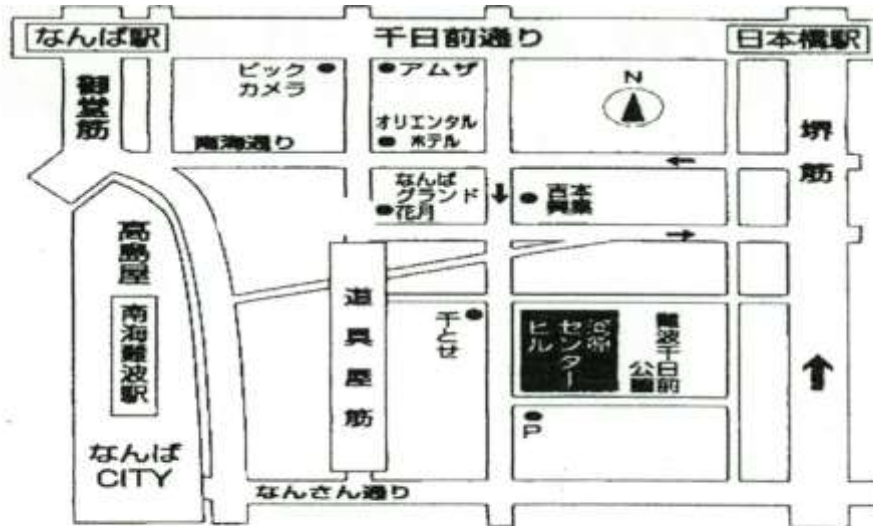 なんば駅
千日前通り
日本橋駅
御堂筋
ビック
カメラ
アムザ
N
堺筋
南海通り
オリエンタル
ホテル
なんば
グランド
花月
吉本
興業
高島屋
南海難波駅
道具屋筋
千とせ
センター
ビル
難波千日前
公園
P
なんば
CITY
なんさん通り